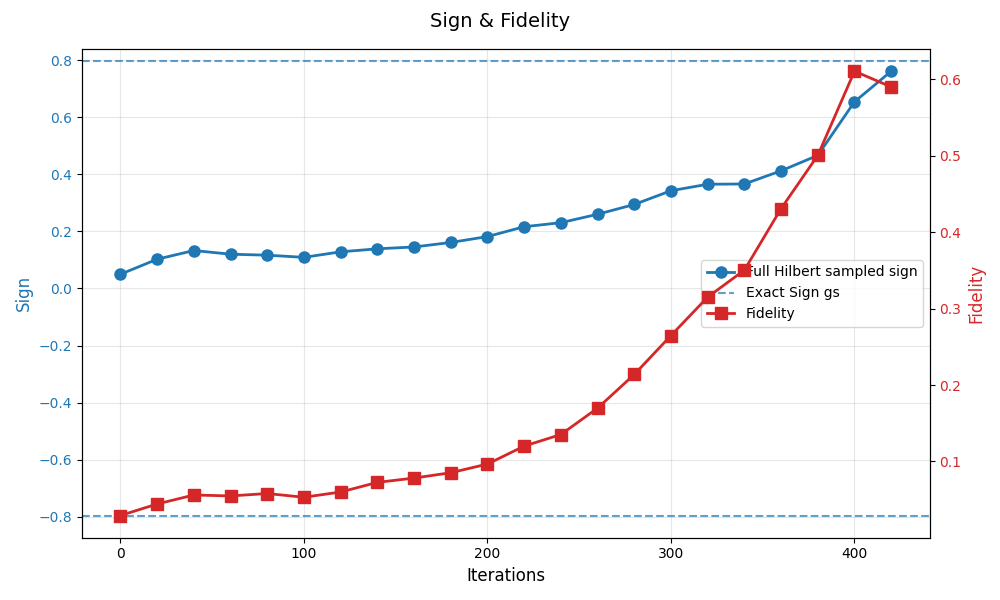 Sign & Fidelity
0.8
0.6
0.4
0.2
0.0
−0.2
−0.4
−0.6
−0.8
Sign
0.6
0.5
0.4
0.3
0.2
0.1
Fidelity
Full Hilbert sampled sign
Exact Sign gs
Fidelity
0
100
200
300
400
Iterations